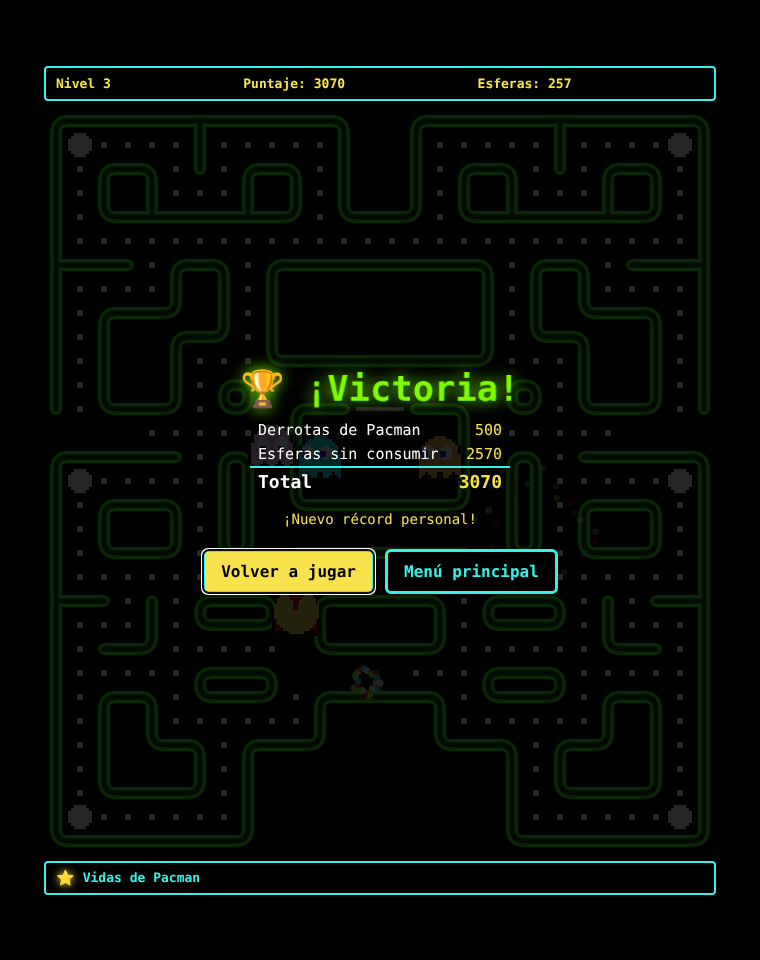 Nivel 3 Puntaje: 3070 Esferas: 257
🏆 ¡Victoria!
Derrotas de Pacman 500
Esferas sin consumir 2570
Total 3070
¡Nuevo récord personal!
Volver a jugar Menú principal
⭐ Vidas de Pacman